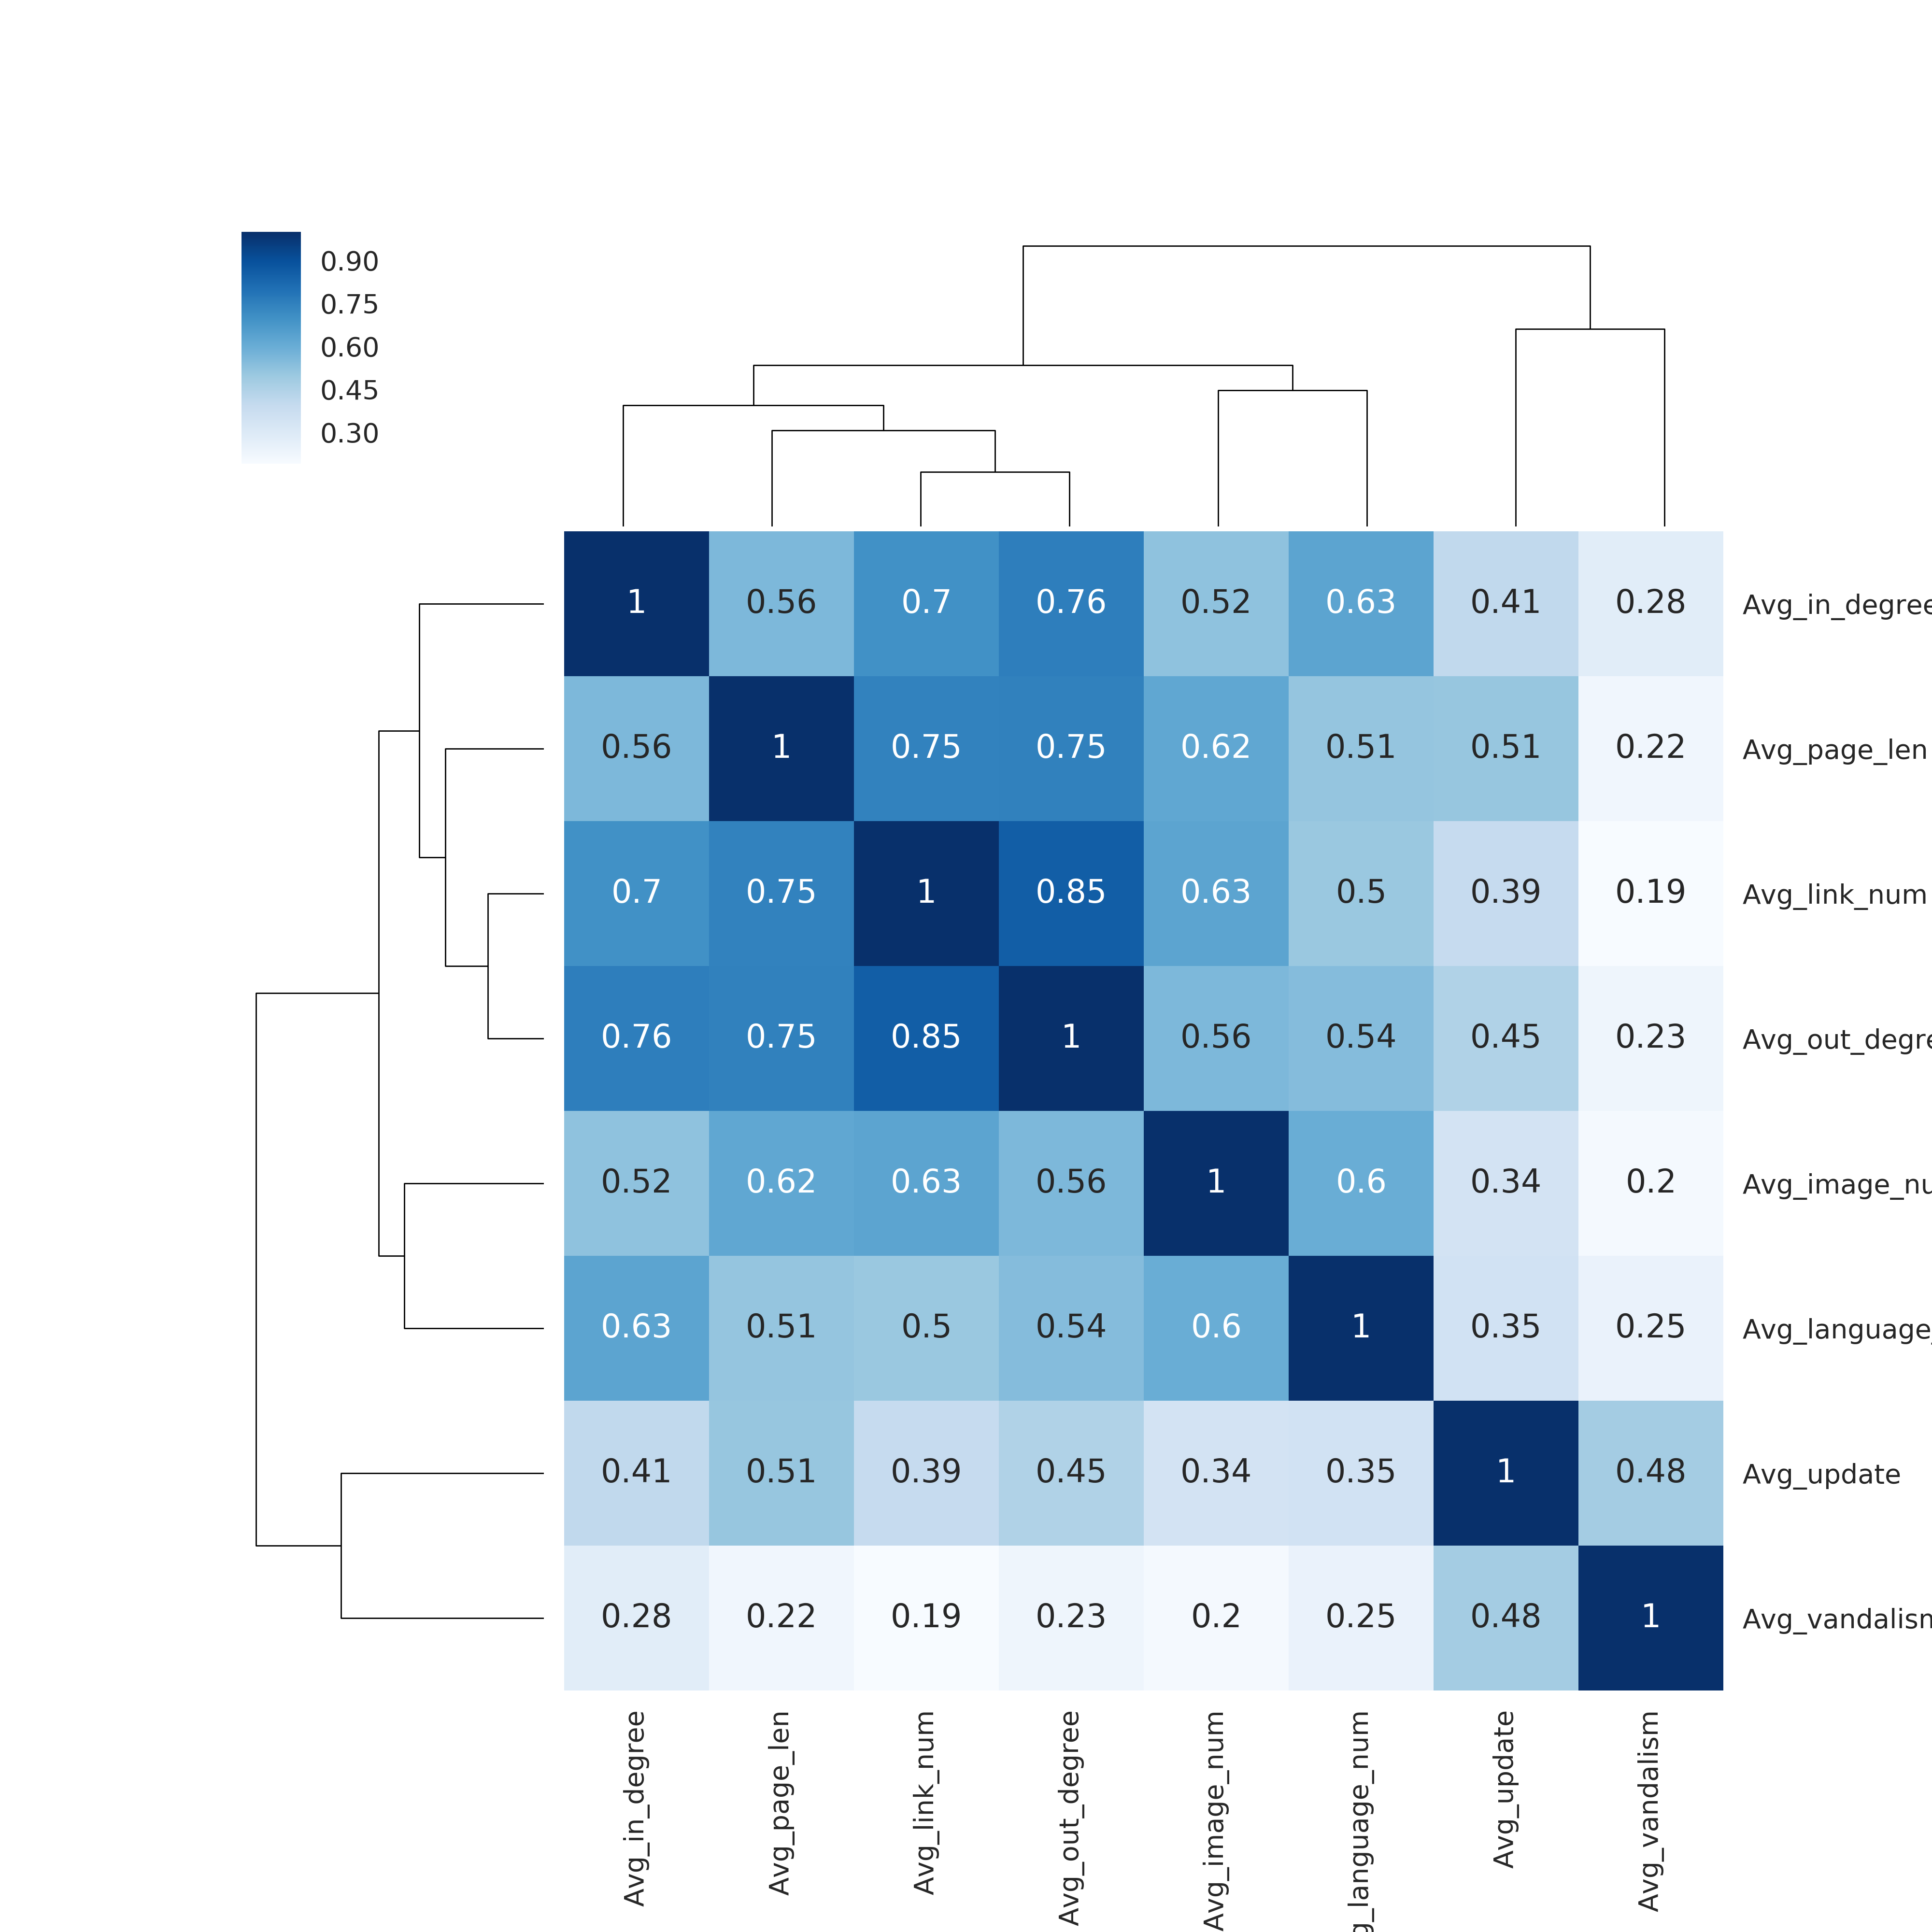 0.90
0.75
0.60
0.45
0.30
1 0.56 0.7 0.76 0.52 0.63 0.41 0.28 Avg_in_degree
0.56 1 0.75 0.75 0.62 0.51 0.51 0.22 Avg_page_len
0.7 0.75 1 0.85 0.63 0.5 0.39 0.19 Avg_link_num
0.76 0.75 0.85 1 0.56 0.54 0.45 0.23 Avg_out_degre
0.52 0.62 0.63 0.56 1 0.6 0.34 0.2 Avg_image_nu
0.63 0.51 0.5 0.54 0.6 1 0.35 0.25 Avg_language_
0.41 0.51 0.39 0.45 0.34 0.35 1 0.48 Avg_update
0.28 0.22 0.19 0.23 0.2 0.25 0.48 1 Avg_vandalism
Avg_in_degree
Avg_page_len
Avg_link_num
Avg_out_degree
Avg_image_num
g_language_num
Avg_update
Avg_vandalism